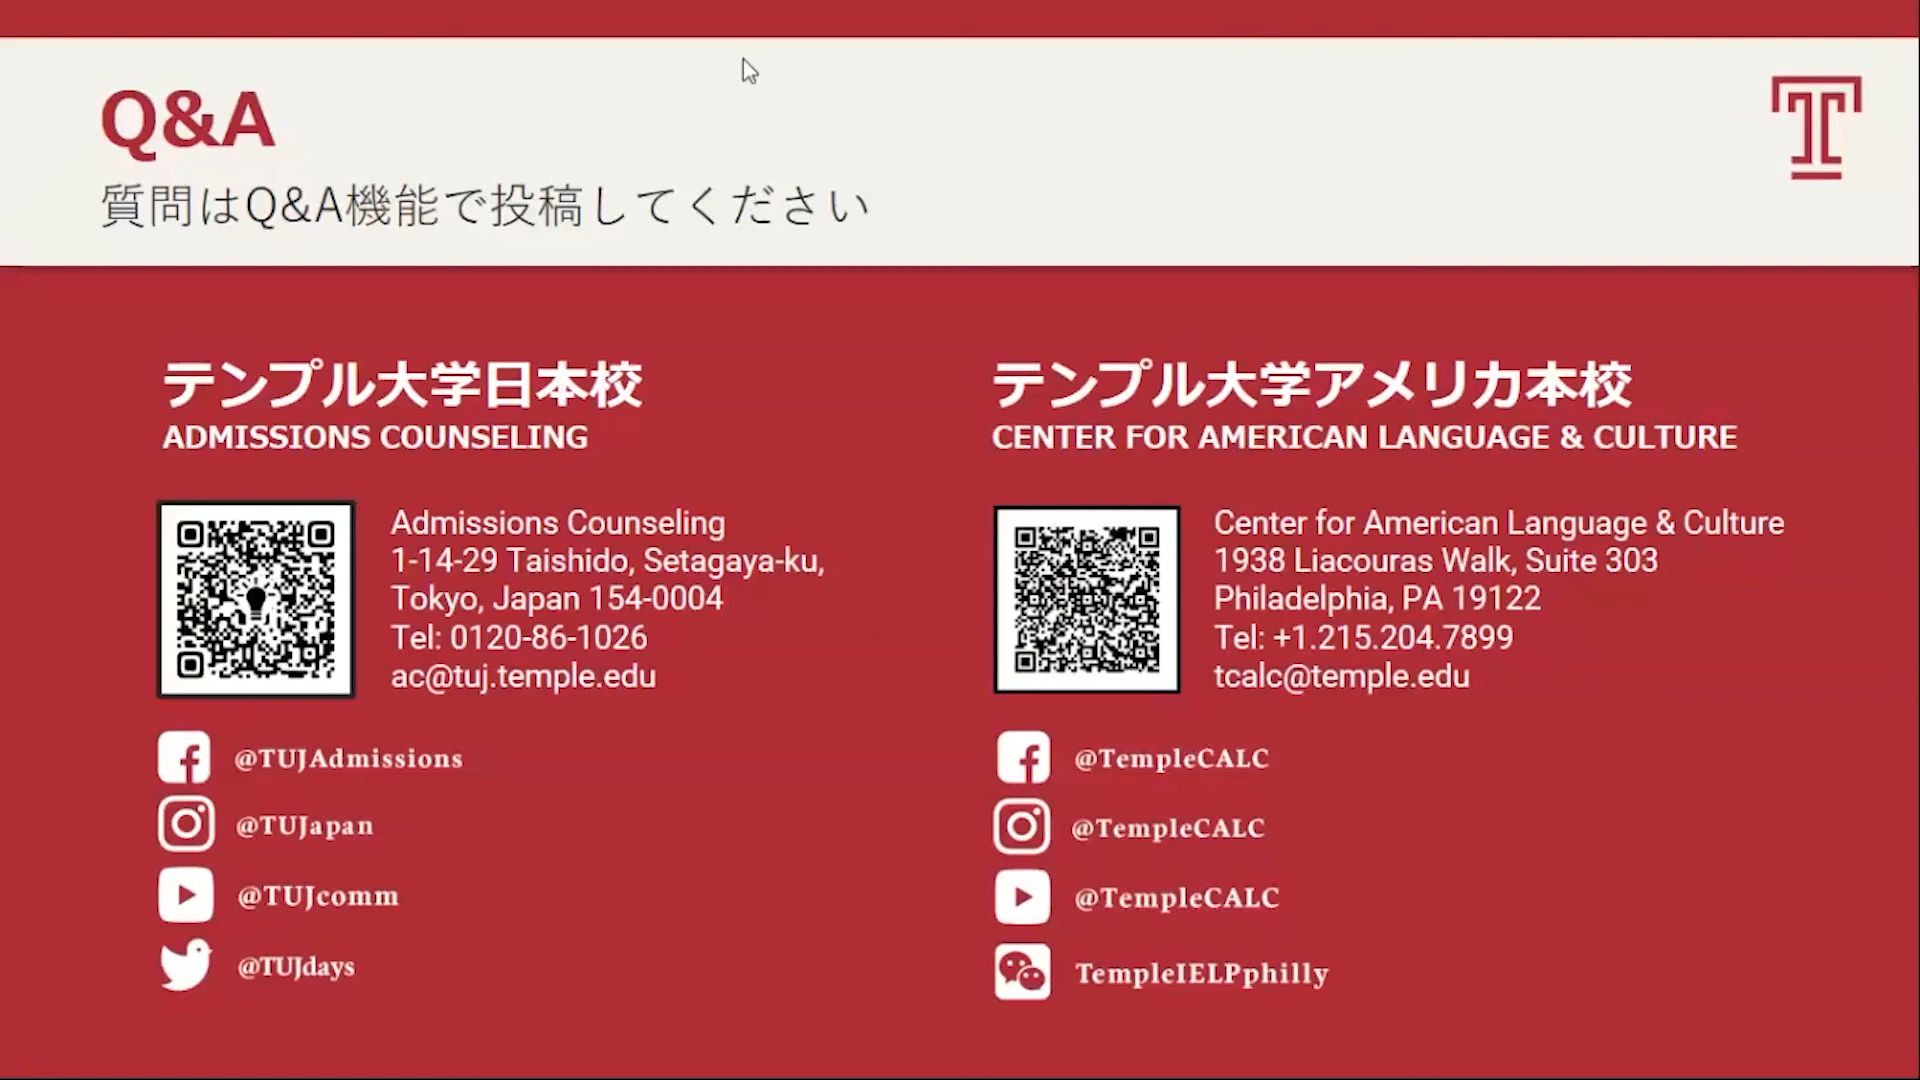 Q&A
質問はQ&A機能で投稿してください
テンプル大学日本校
ADMISSIONS COUNSELING
Admissions Counseling
1-14-29 Taishido, Setagaya-ku,
Tokyo, Japan 154-0004
Tel: 0120-86-1026
ac@tuj.temple.edu
@TUJAdmissions
@TUJapan
@TUJcomm
@TUJdays
テンプル大学アメリカ本校
CENTER FOR AMERICAN LANGUAGE & CULTURE
Center for American Language & Culture
1938 Liacouras Walk, Suite 303
Philadelphia, PA 19122
Tel: +1.215.204.7899
tcalc@temple.edu
@TempleCALC
@TempleCALC
@TempleCALC
TempleIELPphilly